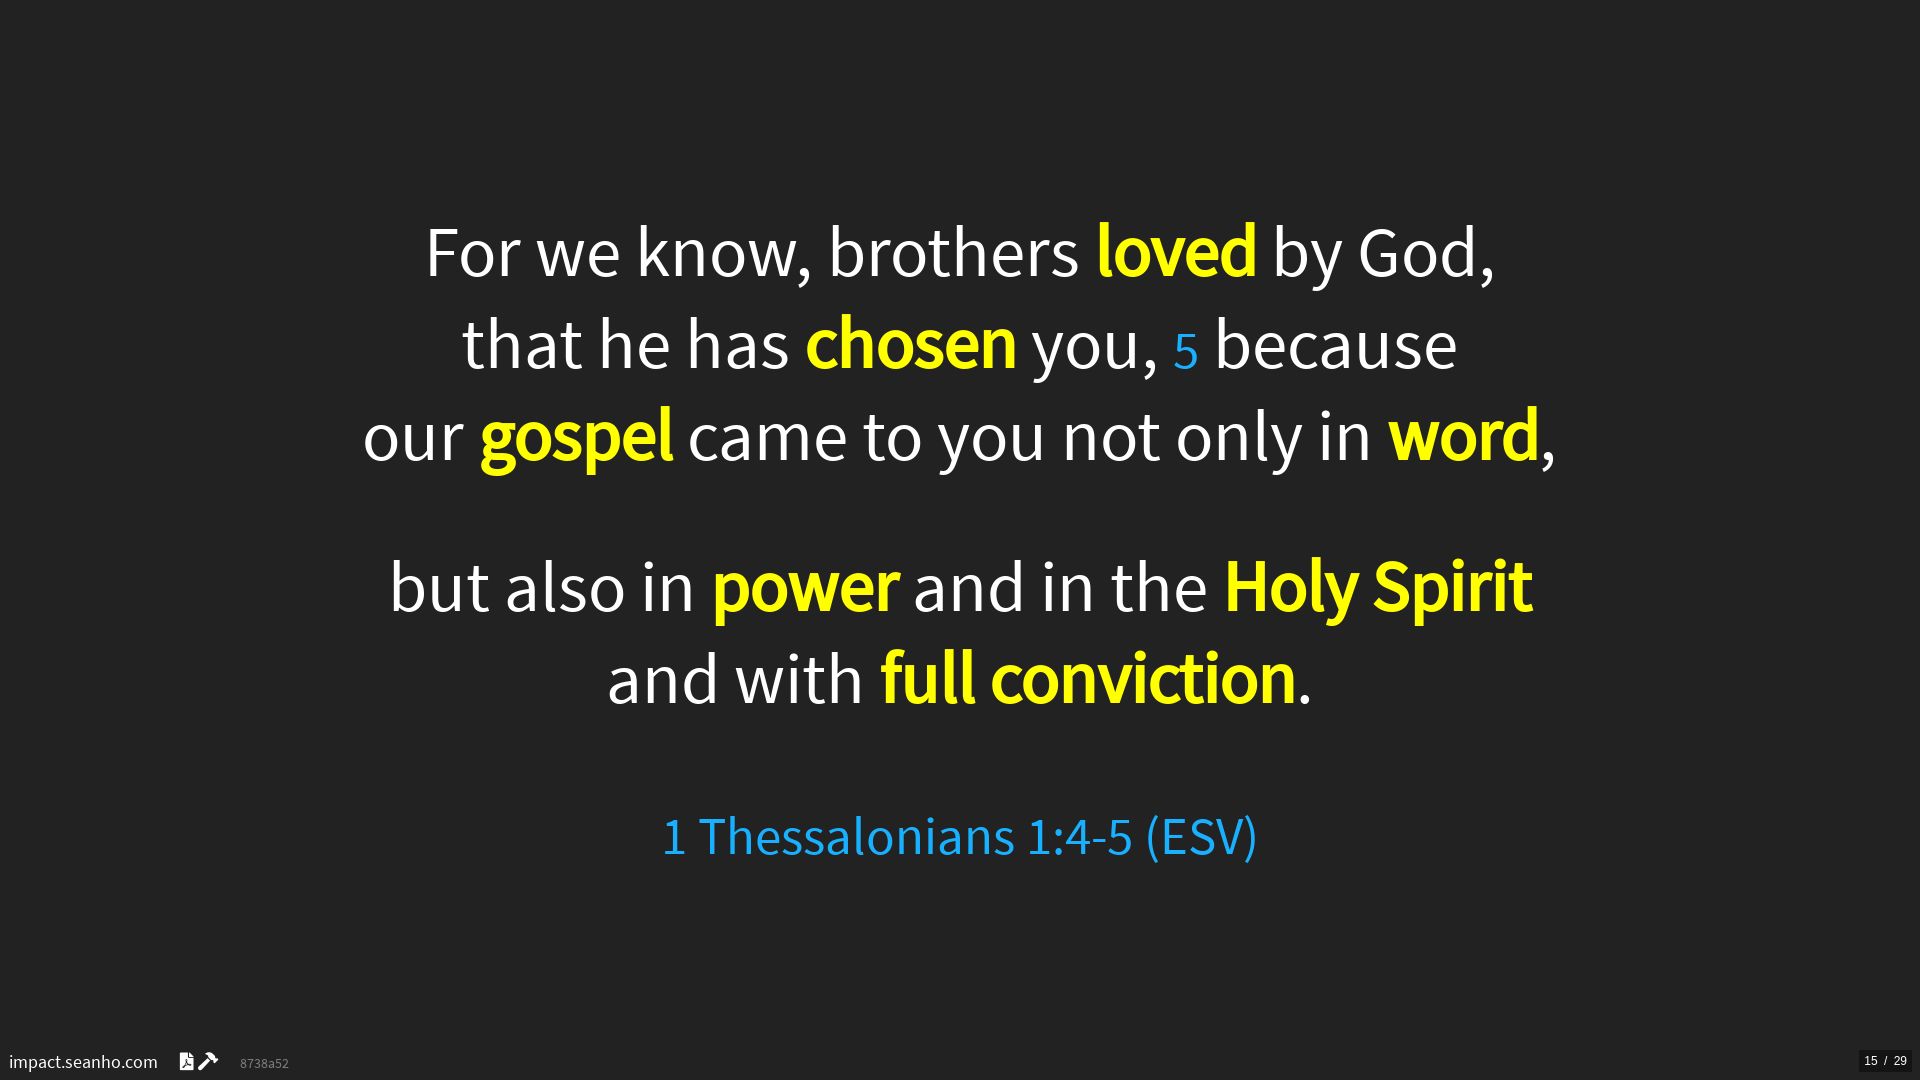 For we know, brothers loved by God,
that he has chosen you, 5 because
our gospel came to you not only in word,
but also in power and in the Holy Spirit
and with full conviction.
1 Thessalonians 1:4-5 (ESV)
impact.seanho.com 8738a52
15 / 29